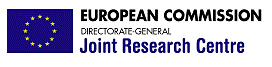 EUROPEAN COMMISSION
DIRECTORATE-GENERAL
Joint Research Centre